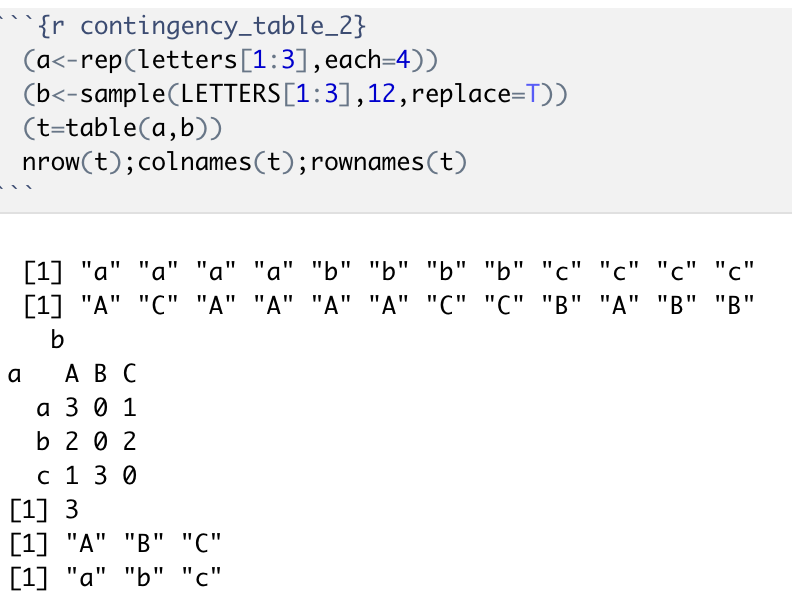 ```{r contingency_table_2}
(a<-rep(letters[1:3],each=4))
(b<-sample(LETTERS[1:3],12,replace=T))
(t=table(a,b))
nrow(t);colnames(t);rownames(t)
```
[1] "a" "a" "a" "a" "b" "b" "b" "b" "c" "c" "c" "c"
[1] "A" "C" "A" "A" "A" "A" "C" "C" "B" "A" "B" "B"
   b
a   A B C
  a 3 0 1
  b 2 0 2
  c 1 3 0
[1] 3
[1] "A" "B" "C"
[1] "a" "b" "c"